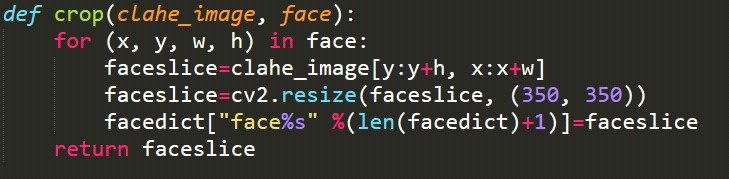 def crop(clahe_image, face):
    for (x, y, w, h) in face:
        faceslice=clahe_image[y:y+h, x:x+w]
        faceslice=cv2.resize(faceslice, (350, 350))
        facedict["face%s" %(len(facedict)+1)]=faceslice
    return faceslice